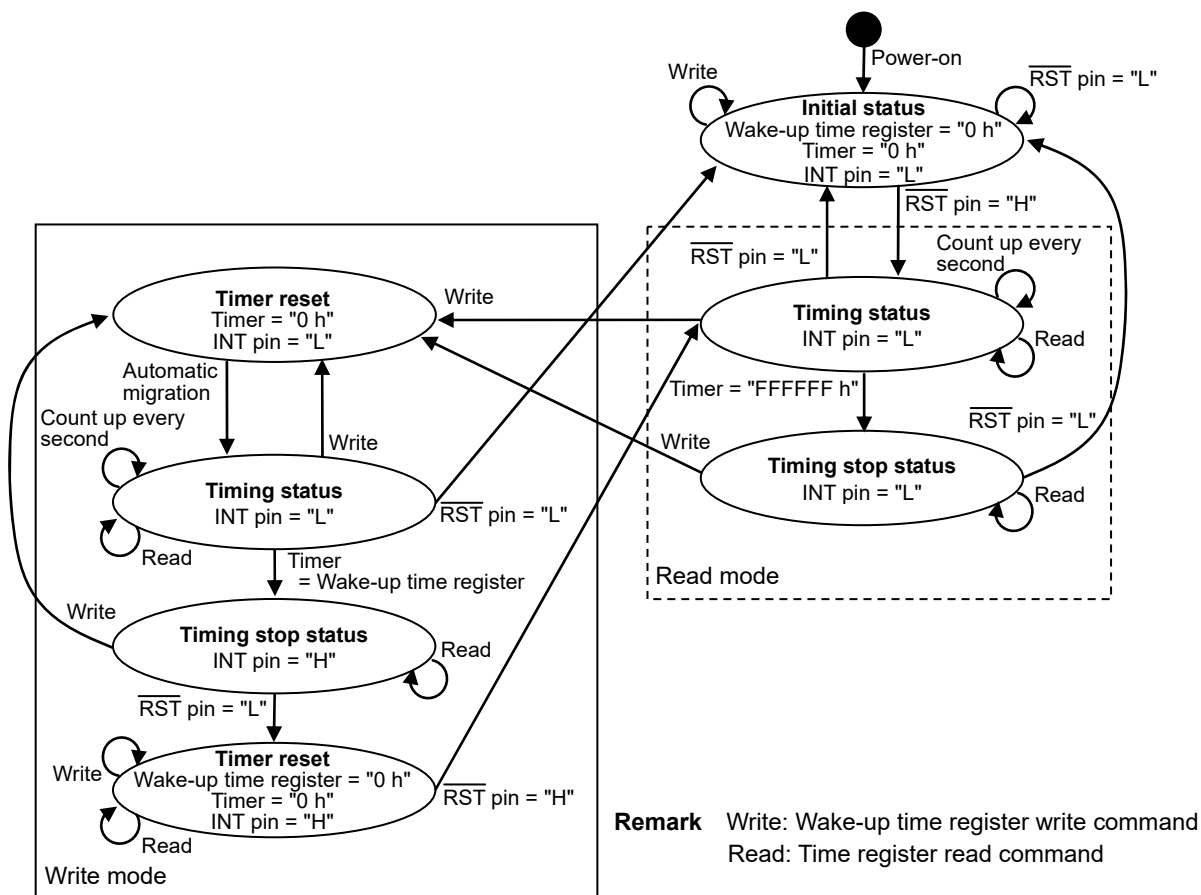 Power-on
Write
RST pin = "L"
Initial status
Wake-up time register = "0 h"
Timer = "0 h"
INT pin = "L"
RST pin = "H"
RST pin = "L"
Count up every
second
Timing status
INT pin = "L"
Read
Timer = "FFFFFF h"
RST pin = "L"
Write
Timing stop status
INT pin = "L"
Read
Read mode
Write
Timer reset
Timer = "0 h"
INT pin = "L"
Automatic
migration
Count up every
second
Write
Timing status
INT pin = "L"
RST pin = "L"
Read
Timer
= Wake-up time register
Write
Timing stop status
INT pin = "H"
Read
RST pin = "L"
Timer reset
Wake-up time register = "0 h"
Timer = "0 h"
INT pin = "H"
Write
RST pin = "H"
Read
Write mode
Remark Write: Wake-up time register write command
Read: Time register read command